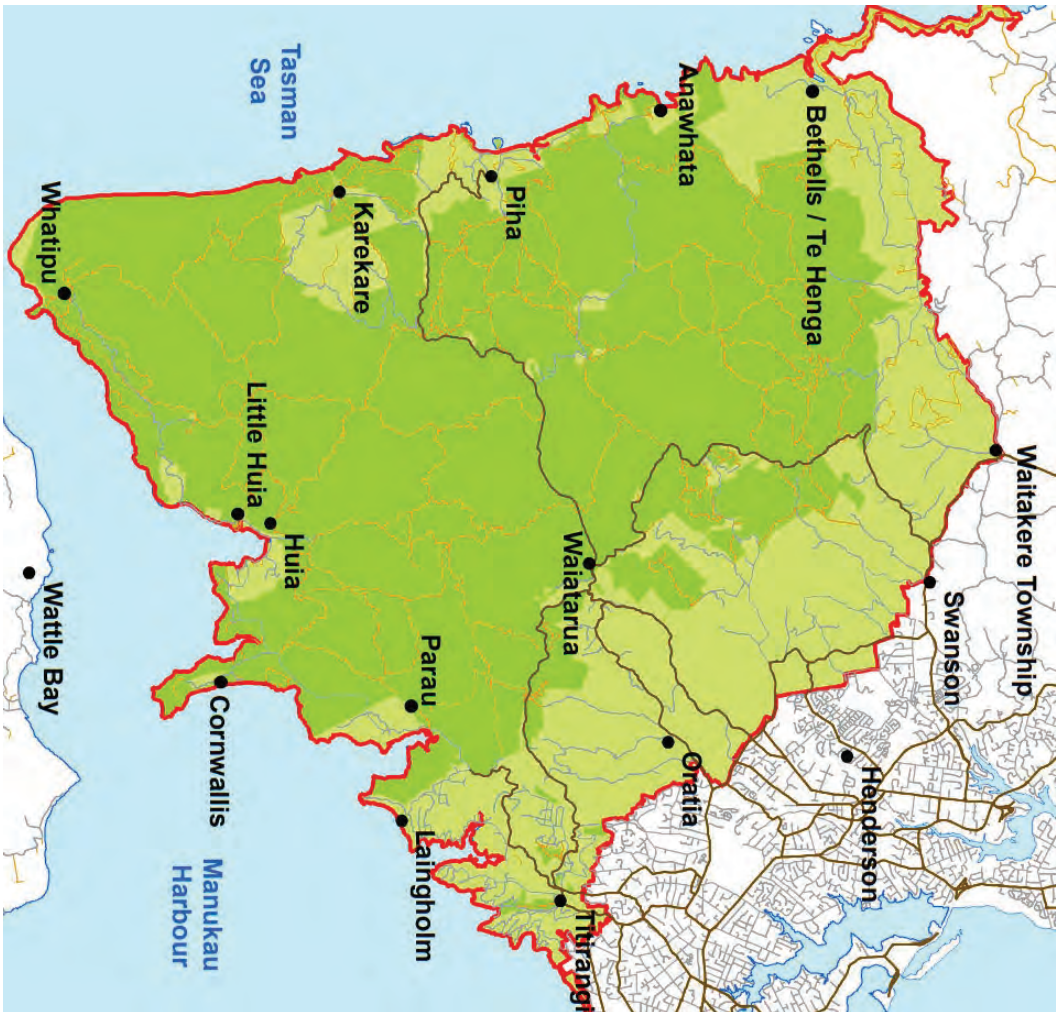 Waitakere Township
Swanson
Henderson
Bethells / Te Henga
Anawhata
Oratia
Waiatarua
Titirangi
Piha
Parau
Laingholm
Karekare
Tasman
Sea
Huia
Little Huia
Cornwallis
Manukau
Harbour
Whatipu
Wattle Bay